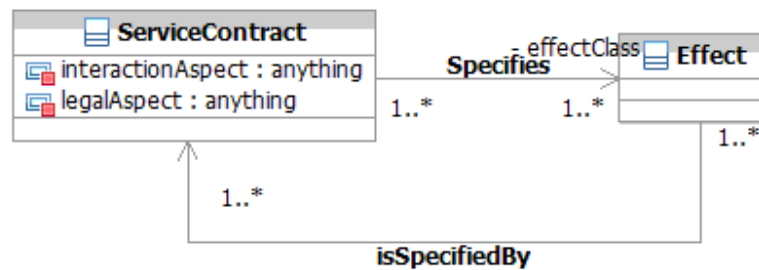 ServiceContract
interactionAspect : anything
legalAspect : anything
- effectClass
Specifies
Effect
1..*
1..*
1..*
1..*
isSpecifiedBy